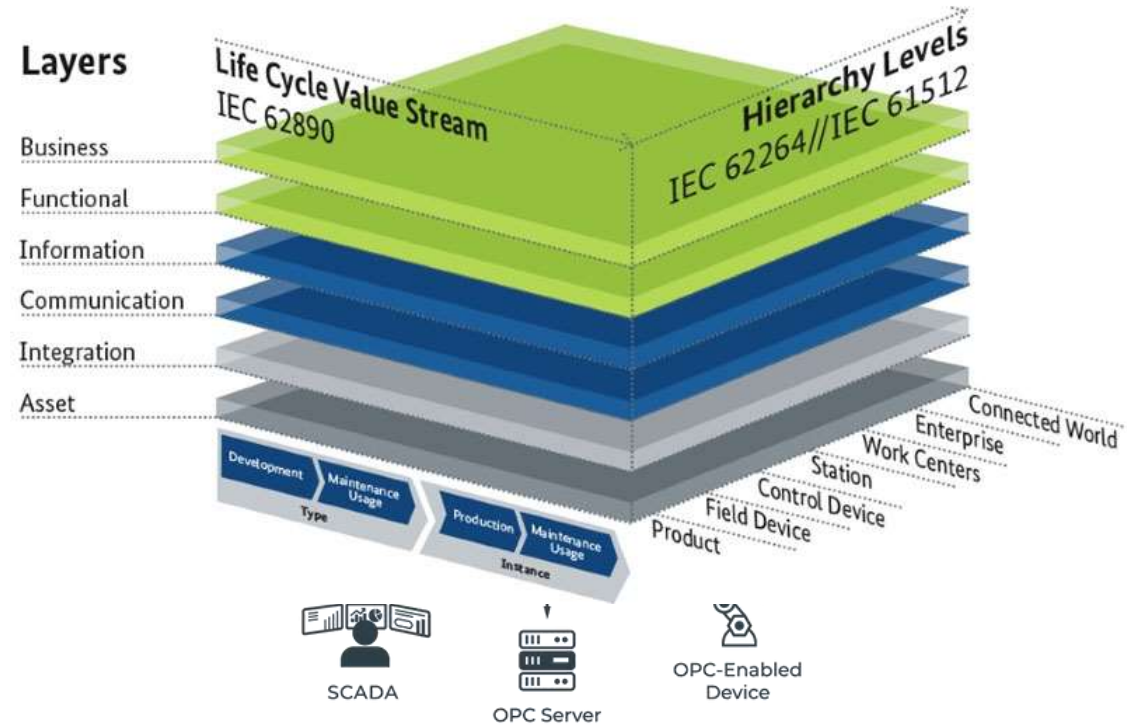 Layers
Life Cycle Value Stream
IEC 62890
Hierarchy Levels
IEC 62264//IEC 61512
Business
Functional
Information
Communication
Integration
Asset
Development
Maintenance
Usage
Type
Production
Maintenance
Usage
Instance
Product
Field Device
Control Device
Station
Work Centers
Enterprise
Connected World
SCADA
OPC Server
OPC-Enabled
Device